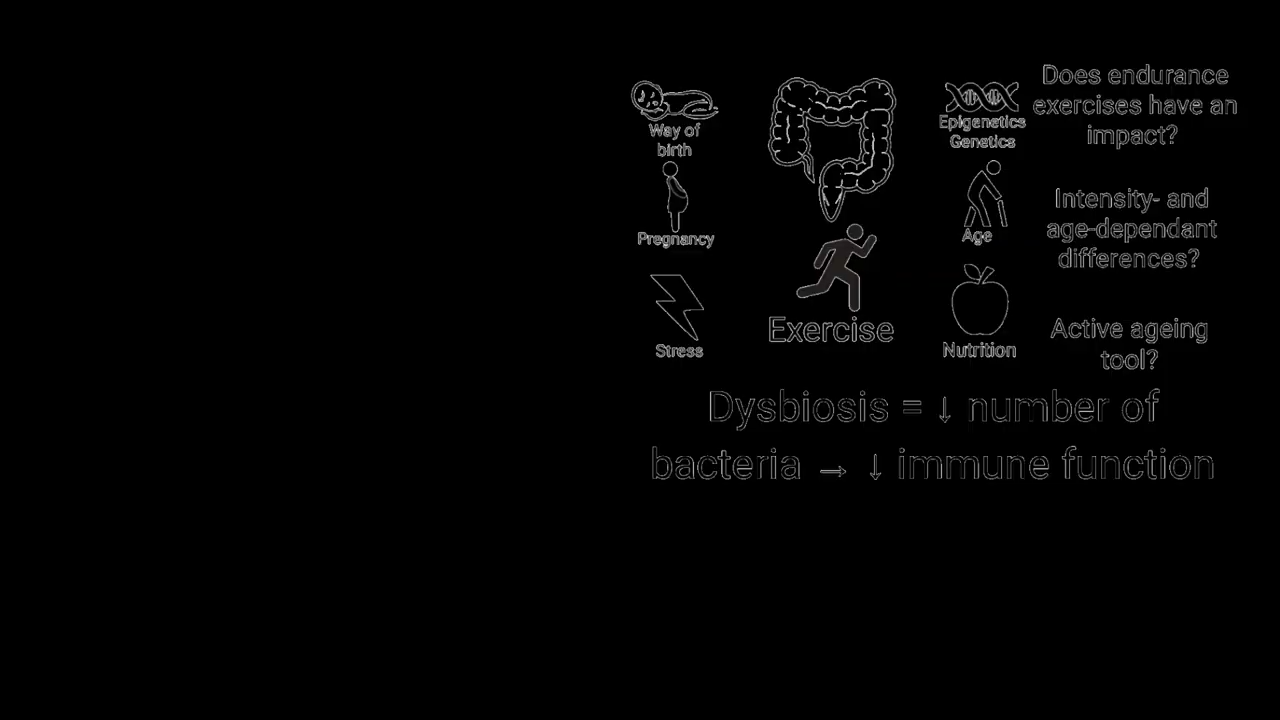 Way of
birth
Pregnancy
Stress
Exercise
Epigenetics
Genetics
Age
Nutrition
Does endurance
exercises have an
impact?
Intensity- and
age-dependant
differences?
Active ageing
tool?
Dysbiosis = ↓ number of
bacteria → ↓ immune function